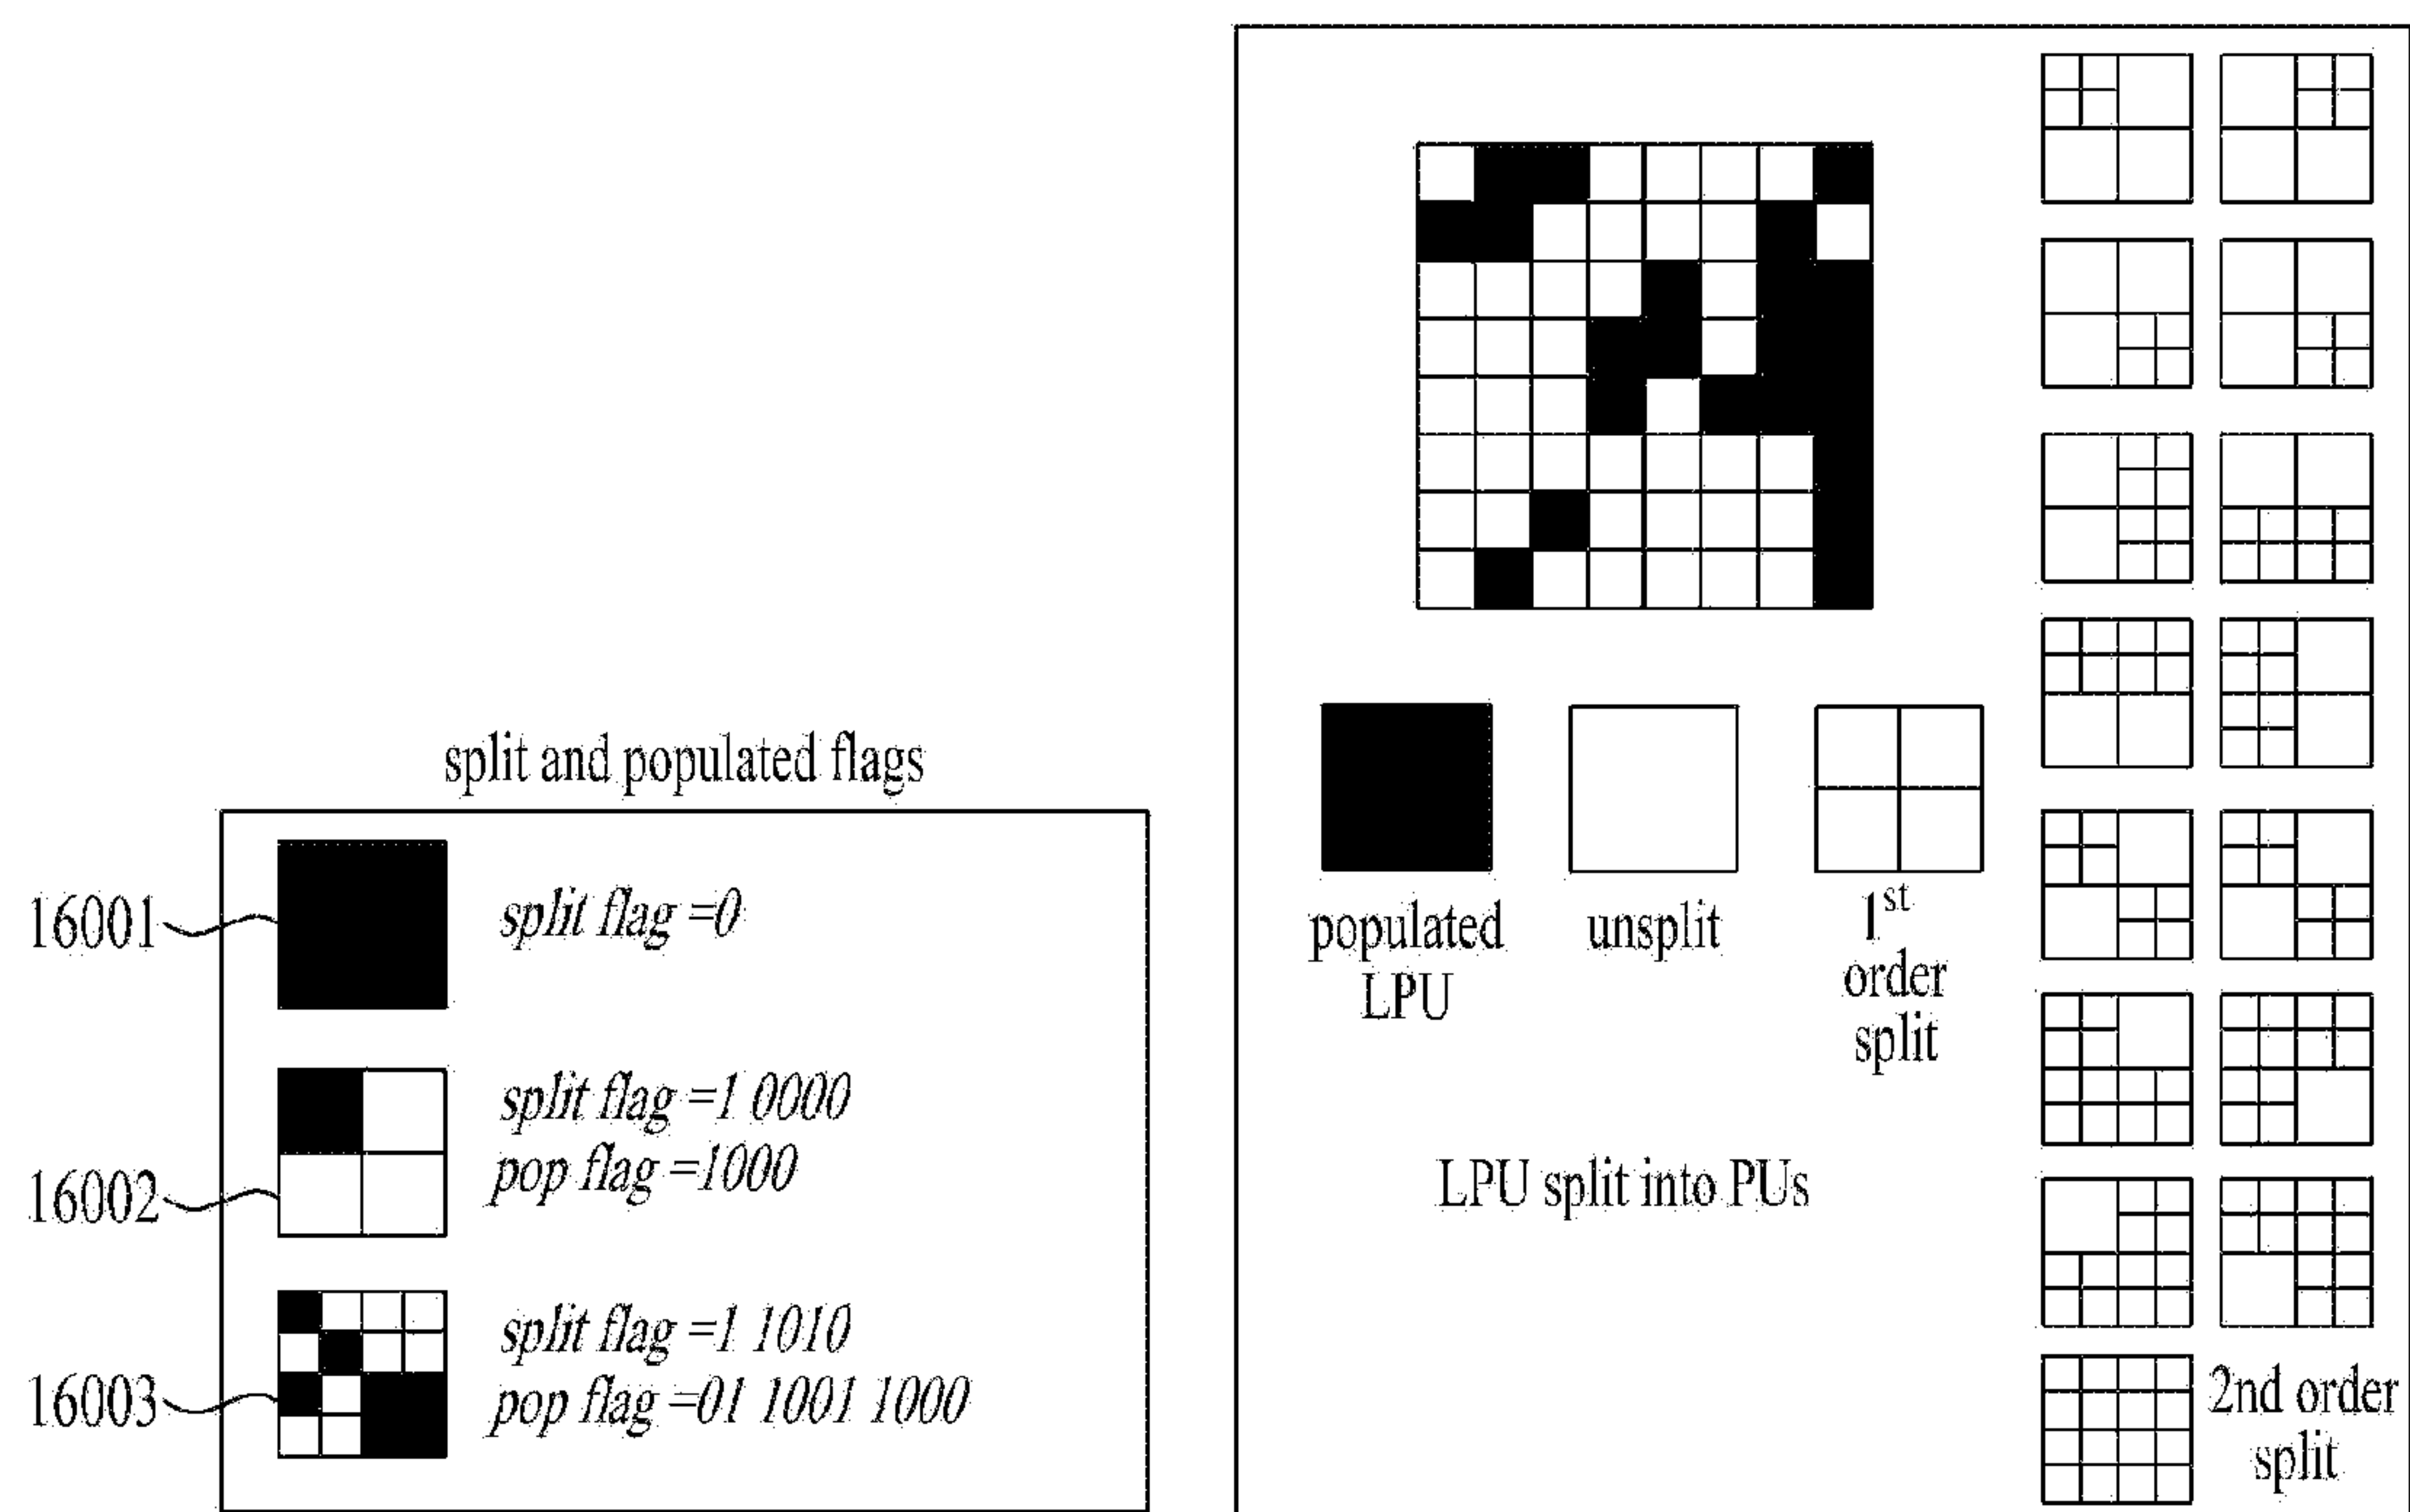 split and populated flags
16001
split flag =0
16002
split flag =1 0000
pop flag =1000
16003
split flag =1 1010
pop flag =01 1001 1000
populated
LPU
unsplit
1st
order
split
LPU split into PUs
2nd order
split